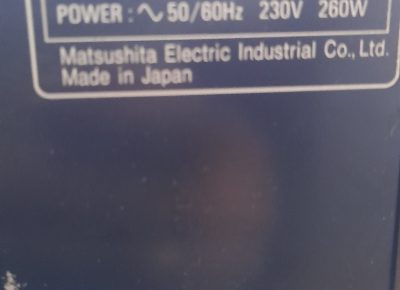 POWER : ∿ 50/60Hz 230V 260W
Matsushita Electric Industrial Co., Ltd.
Made in Japan